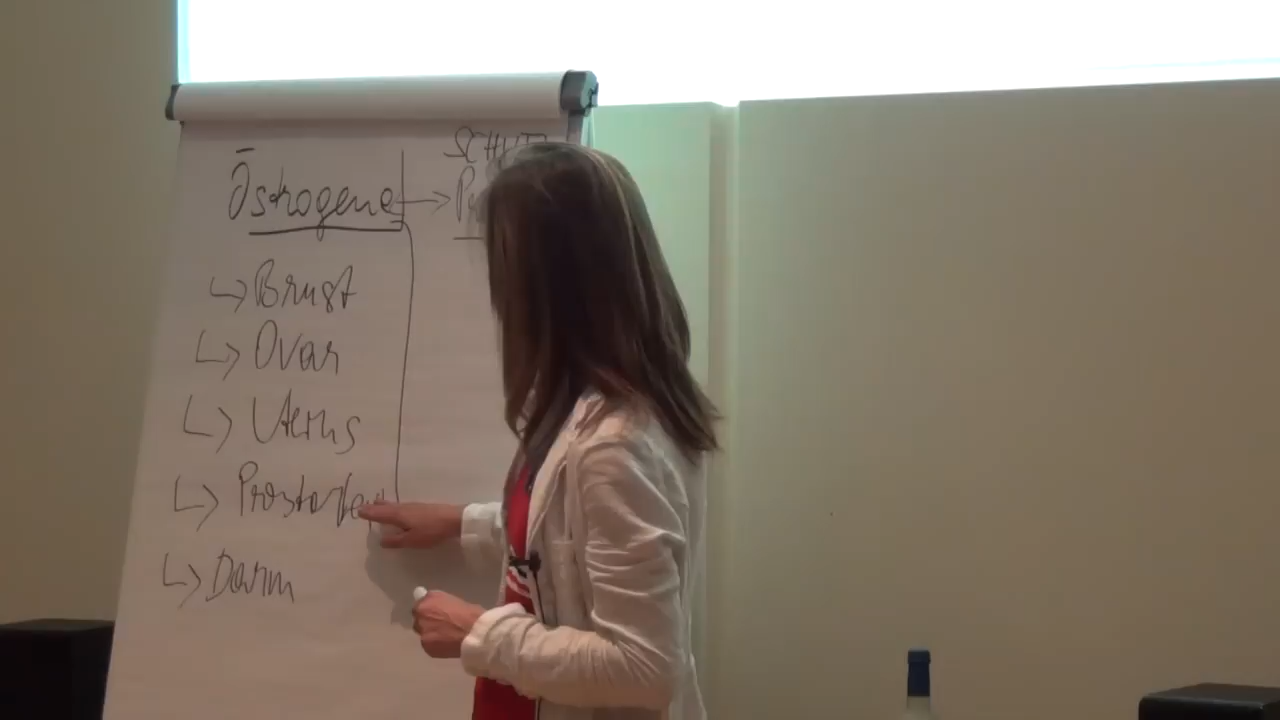 Östrogene
↳ Brust
↳ Ovar
↳ Uterus
↳ Prostata
↳ Darm